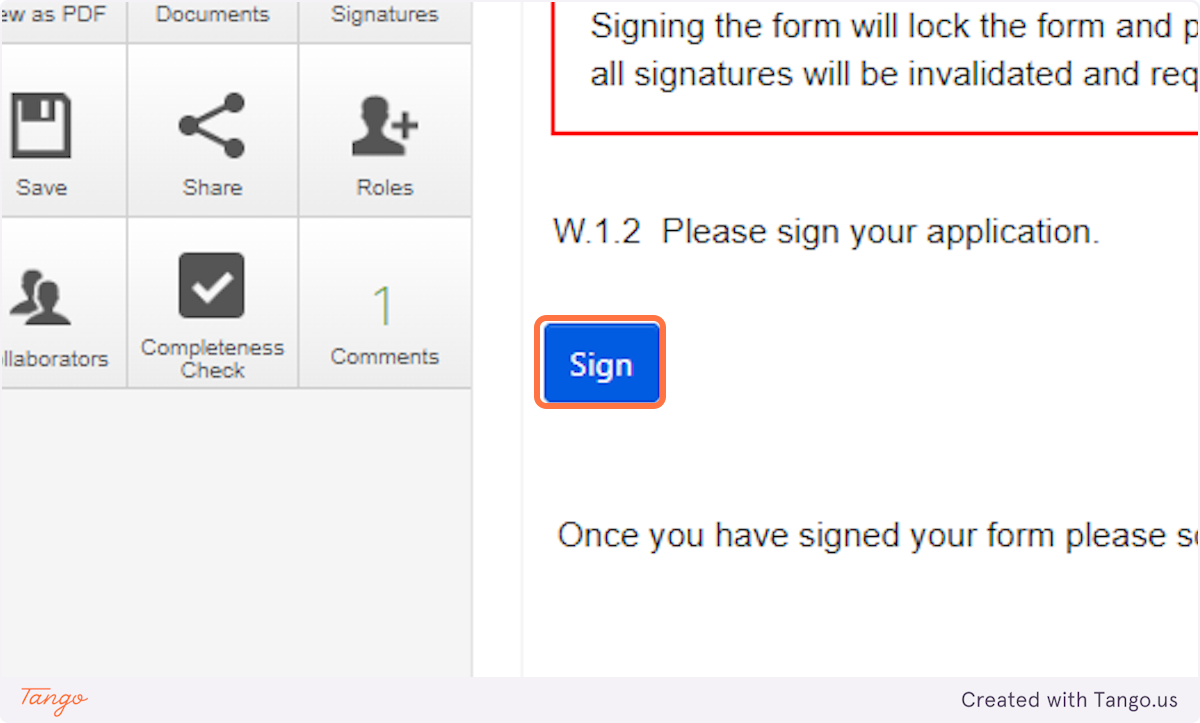 ew as PDF
Documents
Signatures
Save
Share
Roles
llaborators
Completeness
Check
1
Comments
Signing the form will lock the form and p
all signatures will be invalidated and req
W.1.2 Please sign your application.
Sign
Once you have signed your form please sc
Tango
Created with Tango.us